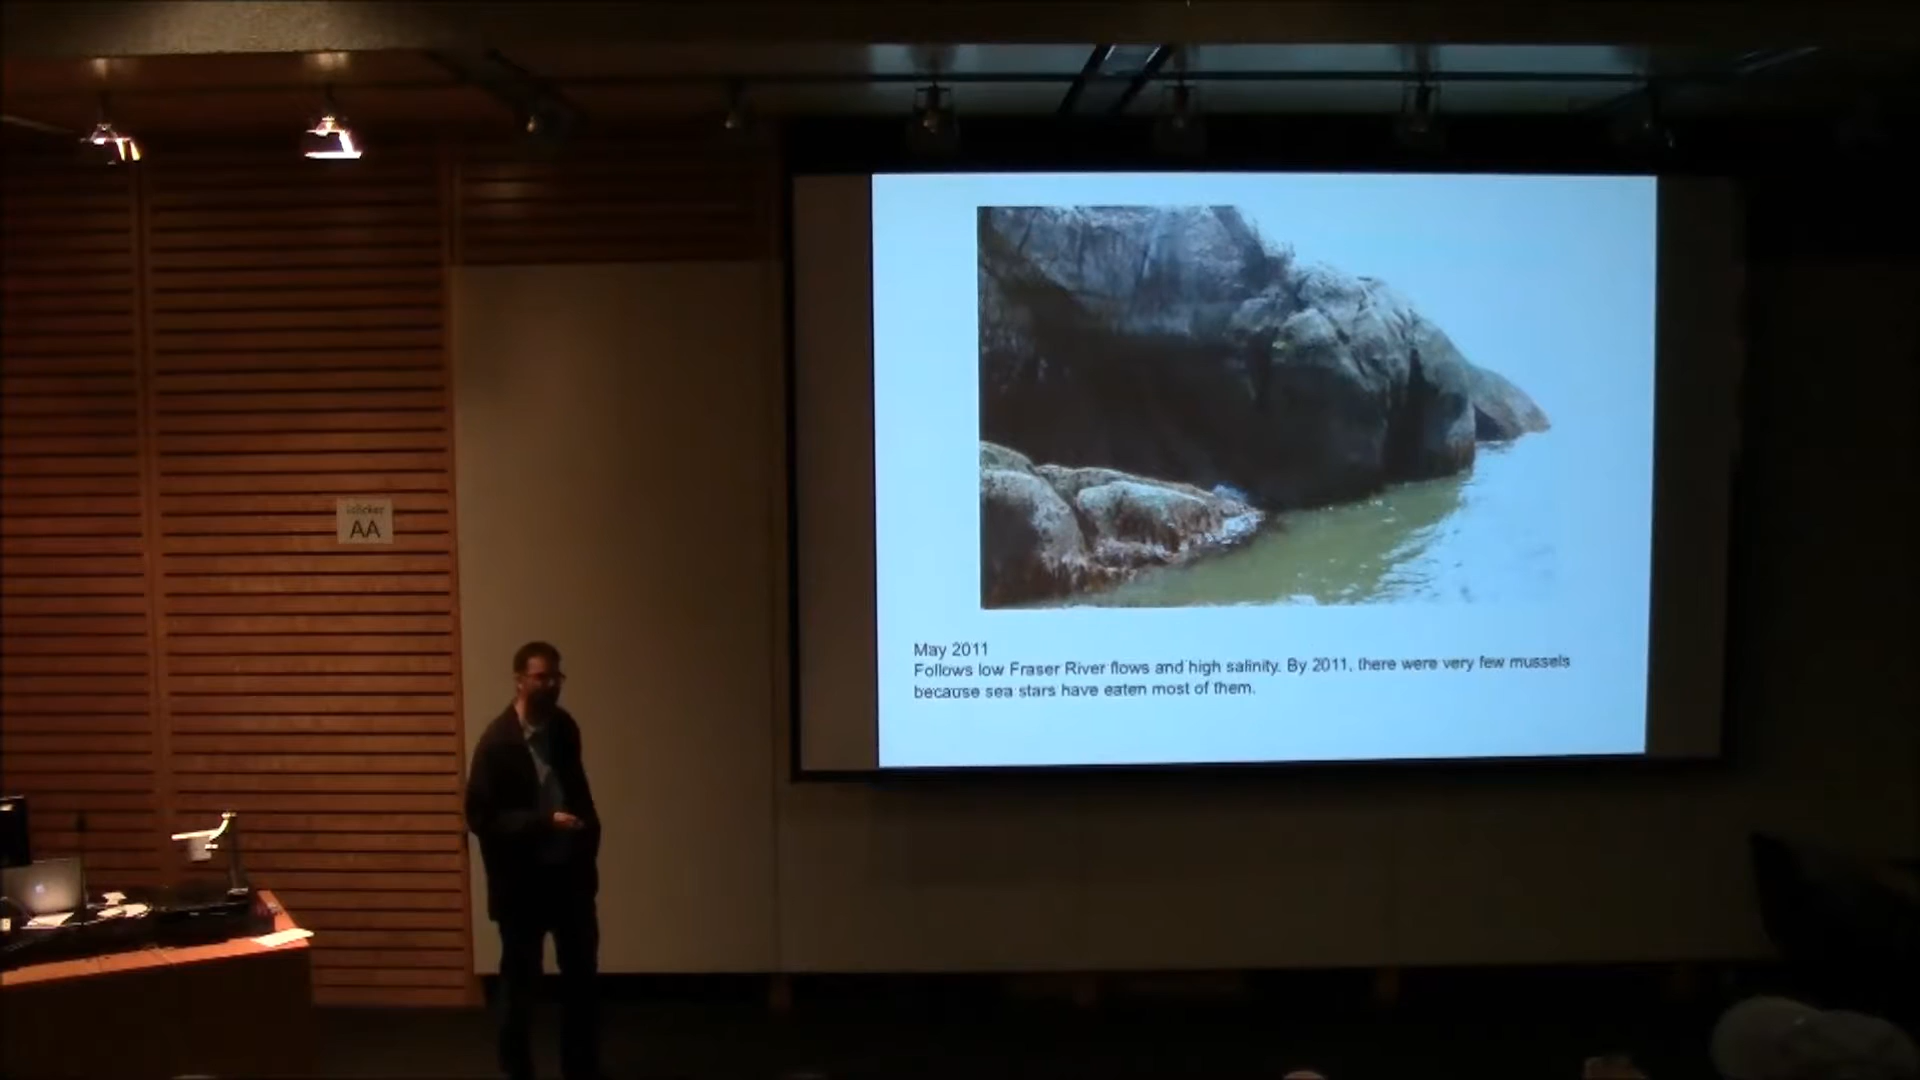 iclicker
AA
May 2011
Follows low Fraser River flows and high salinity. By 2011, there were very few mussels
because sea stars have eaten most of them.